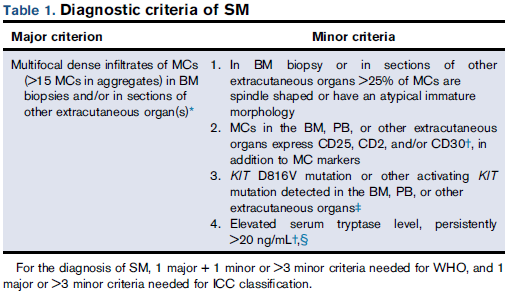 Table 1. Diagnostic criteria of SM
Major criterion
Minor criteria
Multifocal dense infiltrates of MCs
(>15 MCs in aggregates) in BM
biopsies and/or in sections of
other extracutaneous organ(s)*
1. In BM biopsy or in sections of other
extracutaneous organs >25% of MCs are
spindle shaped or have an atypical immature
morphology
2. MCs in the BM, PB, or other extracutaneous
organs express CD25, CD2, and/or CD30†, in
addition to MC markers
3. KIT D816V mutation or other activating KIT
mutation detected in the BM, PB, or other
extracutaneous organs‡
4. Elevated serum tryptase level, persistently
>20 ng/mL†,§
For the diagnosis of SM, 1 major + 1 minor or >3 minor criteria needed for WHO, and 1
major or >3 minor criteria needed for ICC classification.